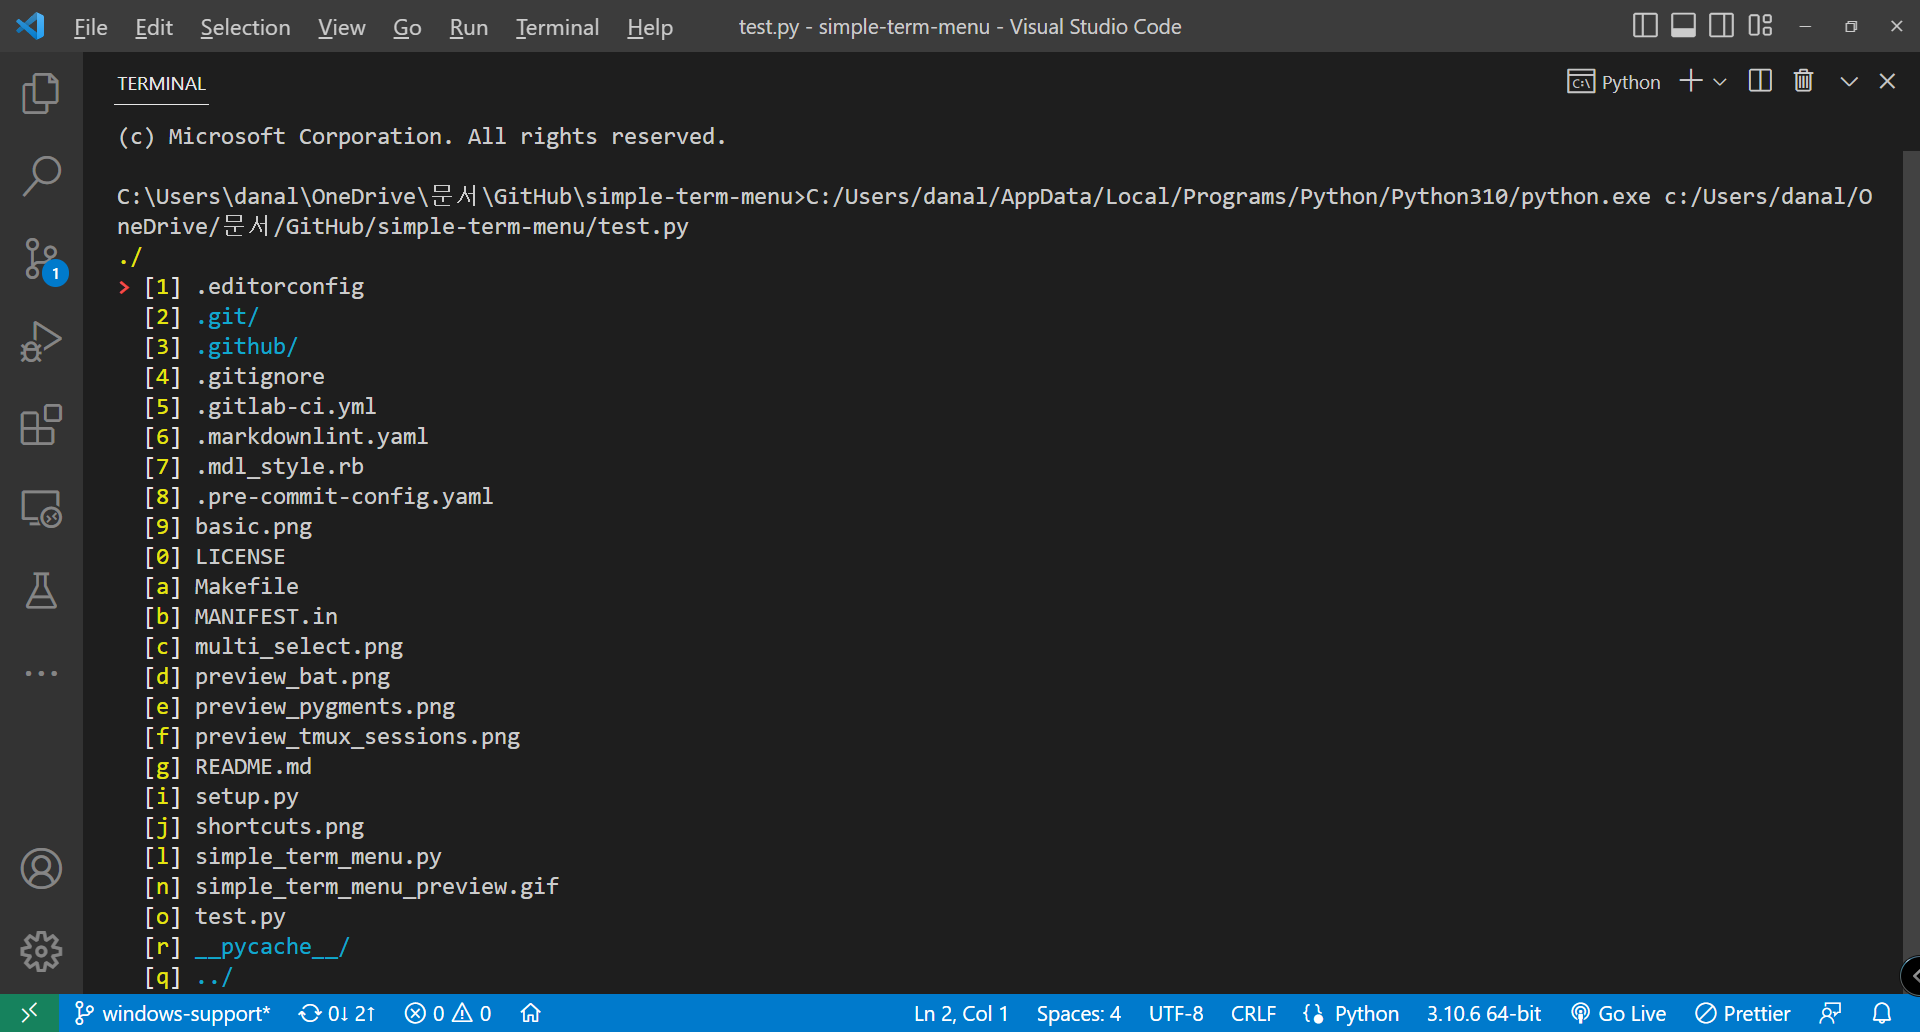 File Edit Selection View Go Run Terminal Help test.py - simple-term-menu - Visual Studio Code
TERMINAL Python
(c) Microsoft Corporation. All rights reserved.
C:\Users\danal\OneDrive\문서\GitHub\simple-term-menu>C:/Users/danal/AppData/Local/Programs/Python/Python310/python.exe c:/Users/danal/O
neDrive/문서/GitHub/simple-term-menu/test.py
./
> [1] .editorconfig
[2] .git/
[3] .github/
[4] .gitignore
[5] .gitlab-ci.yml
[6] .markdownlint.yaml
[7] .mdl_style.rb
[8] .pre-commit-config.yaml
[9] basic.png
[0] LICENSE
[a] Makefile
[b] MANIFEST.in
[c] multi_select.png
[d] preview_bat.png
[e] preview_pygments.png
[f] preview_tmux_sessions.png
[g] README.md
[i] setup.py
[j] shortcuts.png
[l] simple_term_menu.py
[n] simple_term_menu_preview.gif
[o] test.py
[r] __pycache__/
[q] ../
1
windows-support* 0↓ 2↑ 0 0 Ln 2, Col 1 Spaces: 4 UTF-8 CRLF Python 3.10.6 64-bit Go Live Prettier